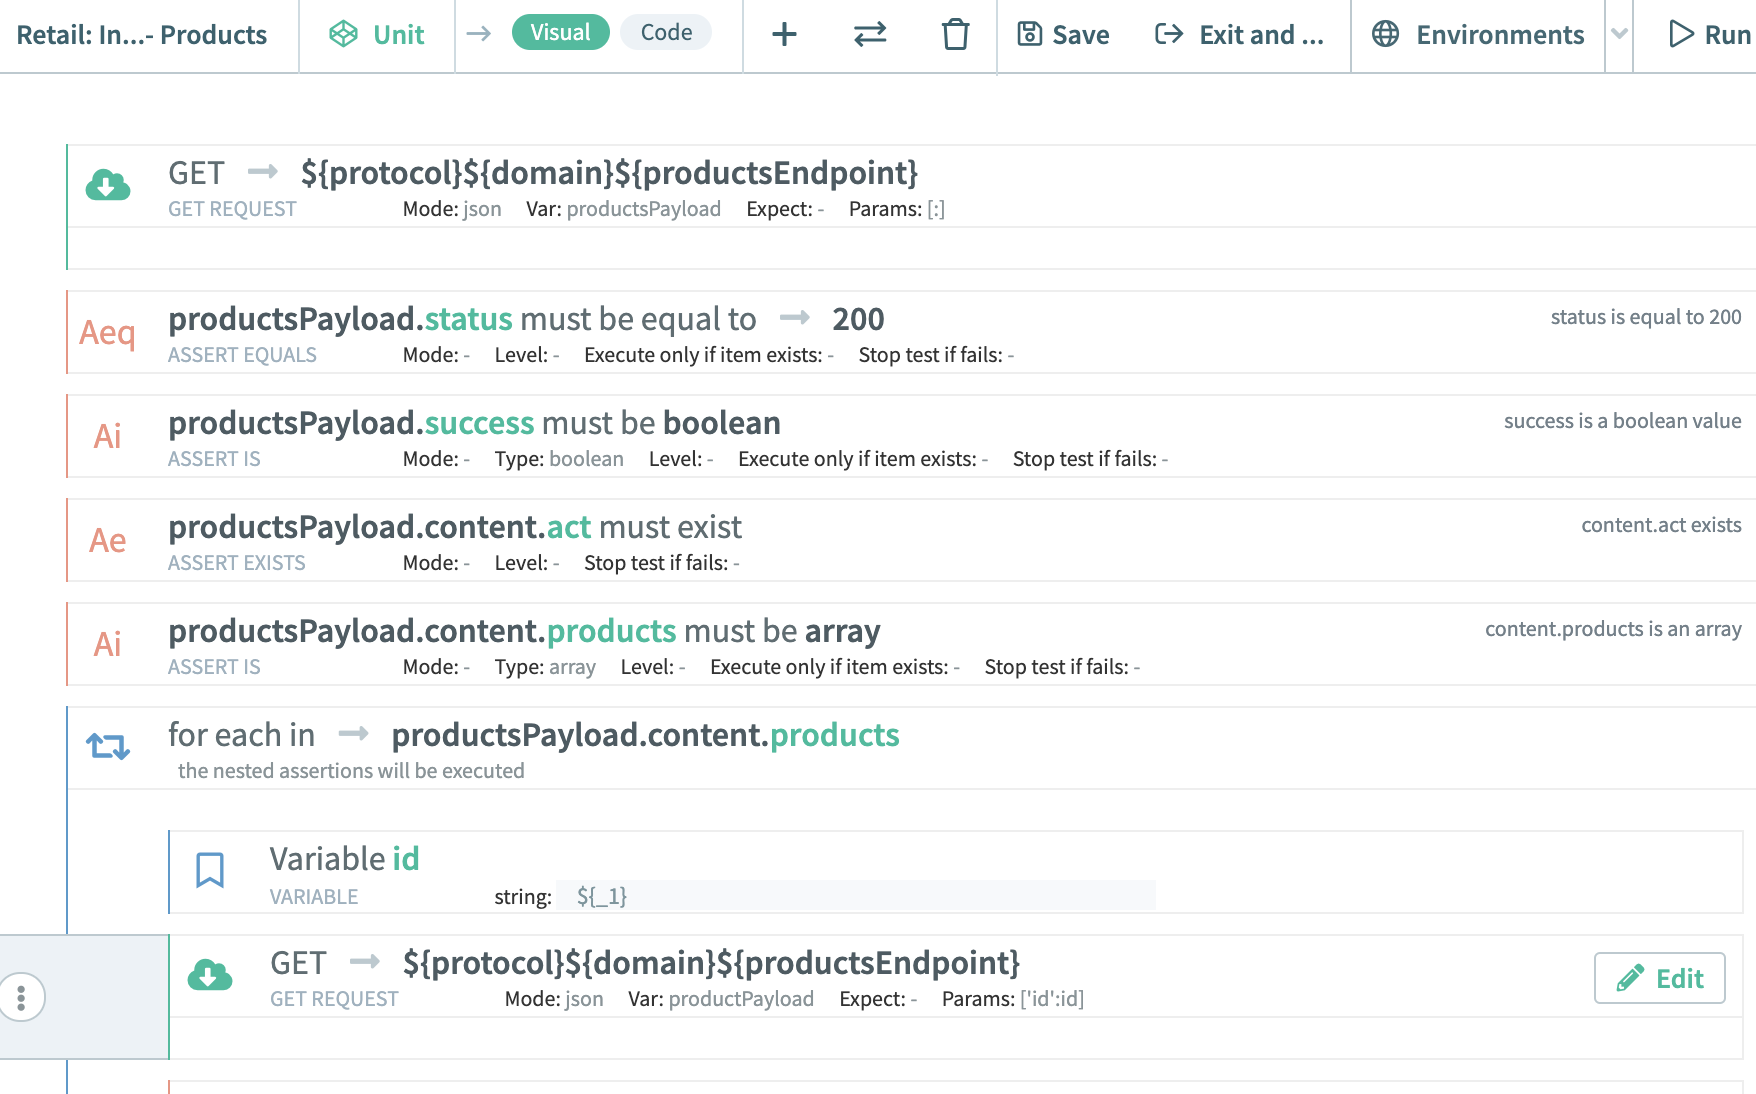 Retail: In...- Products Unit Visual Code Save Exit and ... Environments Run
GET ${protocol}${domain}${productsEndpoint}
GET REQUEST Mode: json Var: productsPayload Expect: - Params: [:]
Aeq productsPayload.status must be equal to 200 status is equal to 200
ASSERT EQUALS Mode: - Level: - Execute only if item exists: - Stop test if fails: -
Ai productsPayload.success must be boolean success is a boolean value
ASSERT IS Mode: - Type: boolean Level: - Execute only if item exists: - Stop test if fails: -
Ae productsPayload.content.act must exist content.act exists
ASSERT EXISTS Mode: - Level: - Stop test if fails: -
Ai productsPayload.content.products must be array content.products is an array
ASSERT IS Mode: - Type: array Level: - Execute only if item exists: - Stop test if fails: -
for each in productsPayload.content.products
the nested assertions will be executed
Variable id
VARIABLE string: ${_1}
GET ${protocol}${domain}${productsEndpoint} Edit
GET REQUEST Mode: json Var: productPayload Expect: - Params: ['id':id]